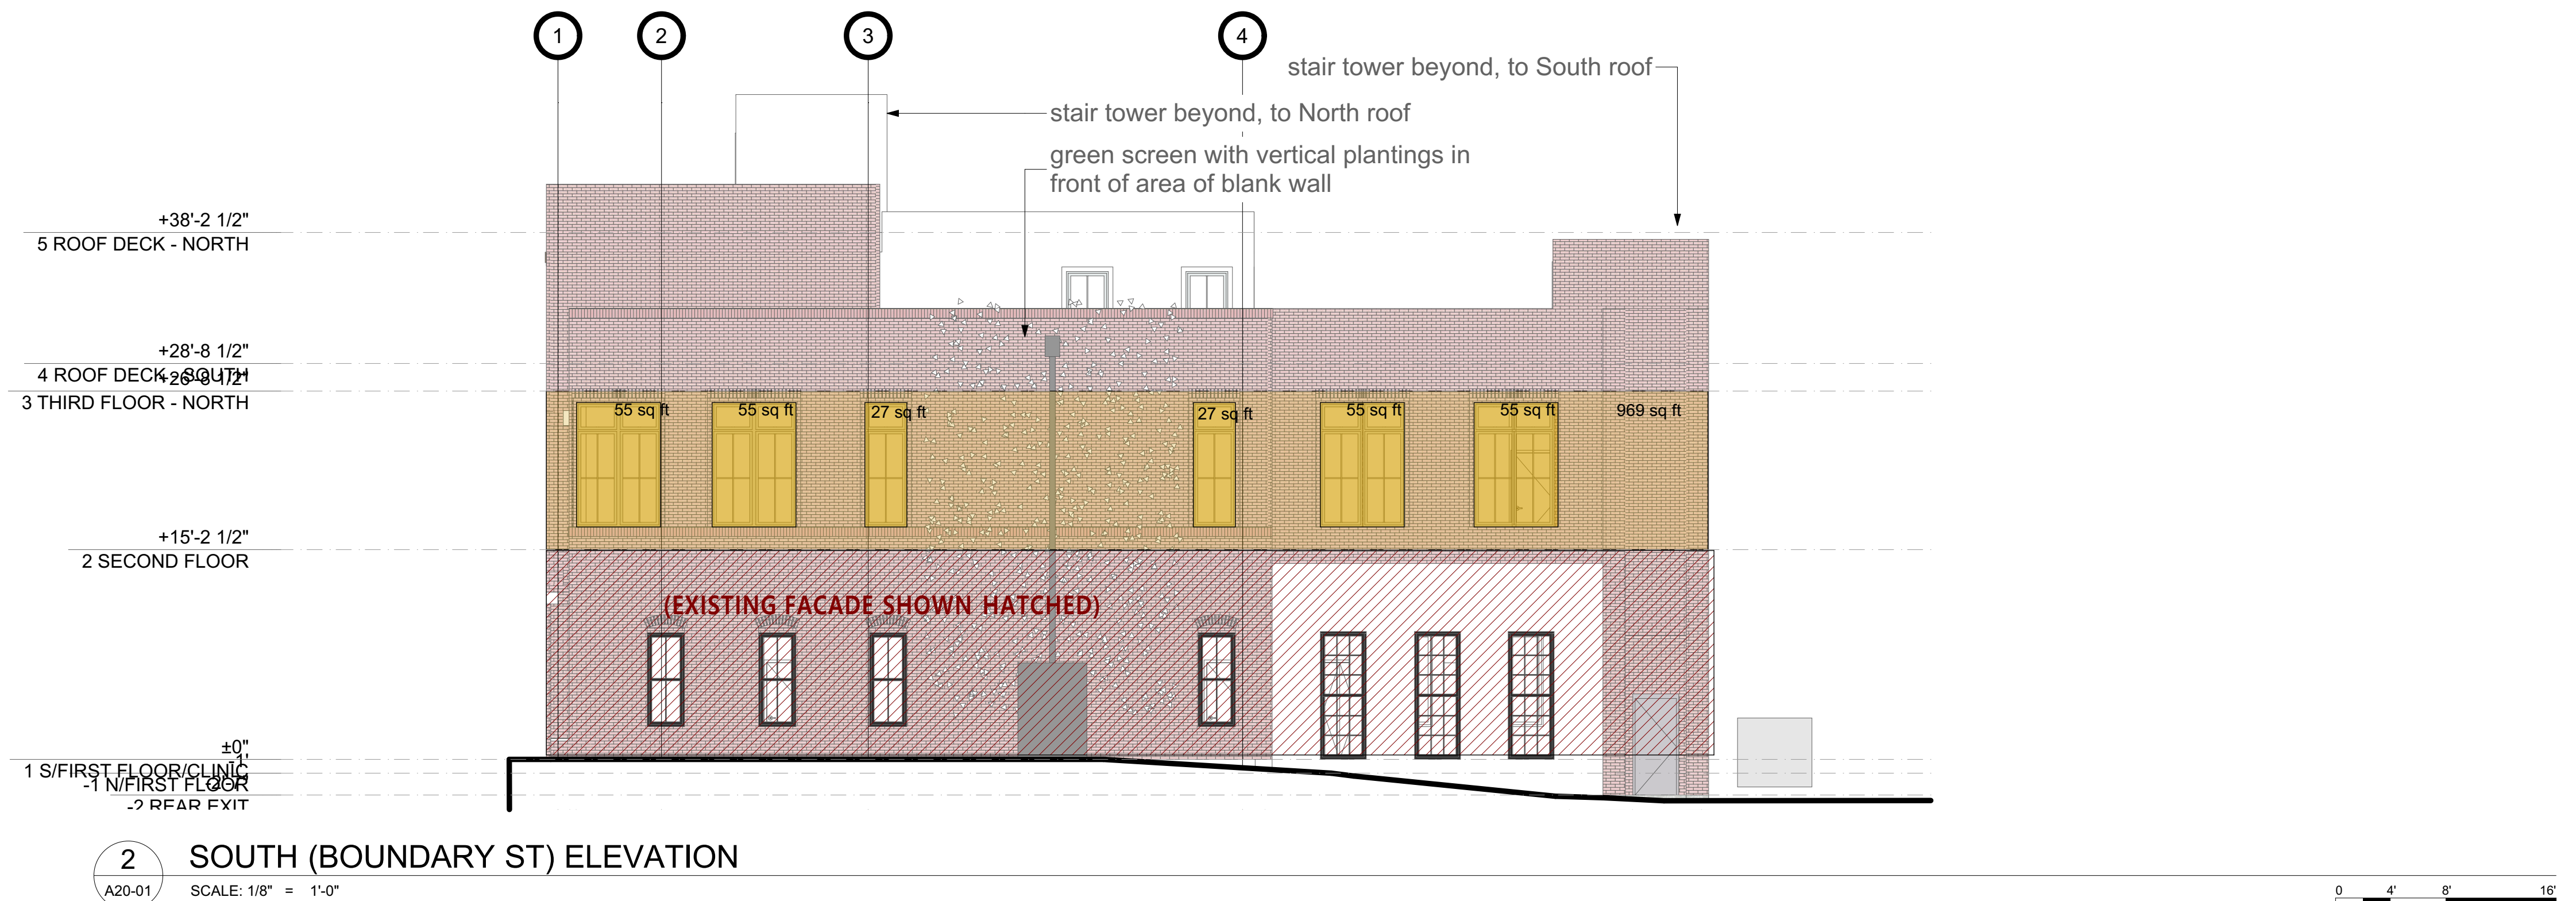 1 2 3 4
stair tower beyond, to South roof
stair tower beyond, to North roof
green screen with vertical plantings in
front of area of blank wall
+38'-2 1/2"
5 ROOF DECK - NORTH
+28'-8 1/2"
4 ROOF DECK - SOUTH
+26'-8 1/2"
3 THIRD FLOOR - NORTH
55 sq ft 55 sq ft 27 sq ft 27 sq ft 55 sq ft 55 sq ft 969 sq ft
+15'-2 1/2"
2 SECOND FLOOR
(EXISTING FACADE SHOWN HATCHED)
±0"
-1'
1 S/FIRST FLOOR/CLINIC
-1 N/FIRST FLOOR
-2 REAR EXIT
2 SOUTH (BOUNDARY ST) ELEVATION
A20-01 SCALE: 1/8" = 1'-0"
0 4' 8' 16'